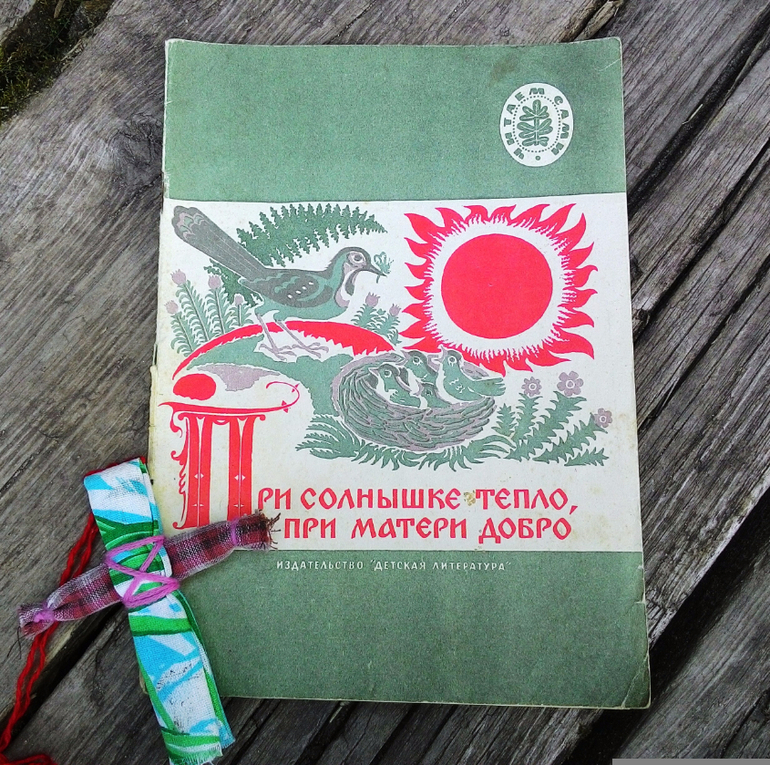 ЧИТАЕМ САМИ
ПРИ СОЛНЫШКЕ ТЕПЛО,
ПРИ МАТЕРИ ДОБРО
ИЗДАТЕЛЬСТВО "ДЕТСКАЯ ЛИТЕРАТУРА"